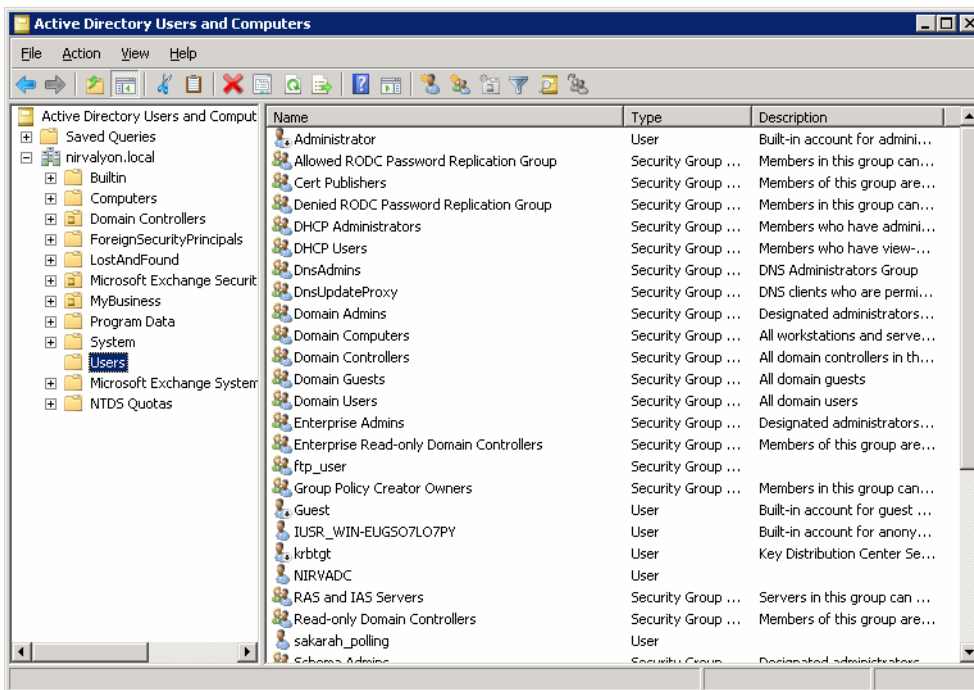 Active Directory Users and Computers
File Action View Help
Active Directory Users and Comput
Saved Queries
nirvalyon.local
Builtin
Computers
Domain Controllers
ForeignSecurityPrincipals
LostAndFound
Microsoft Exchange Securit
MyBusiness
Program Data
System
Users
Microsoft Exchange System
NTDS Quotas
Name Type Description
Administrator User Built-in account for admini...
Allowed RODC Password Replication Group Security Group ... Members in this group can...
Cert Publishers Security Group ... Members of this group are...
Denied RODC Password Replication Group Security Group ... Members in this group can...
DHCP Administrators Security Group ... Members who have admini...
DHCP Users Security Group ... Members who have view-...
DnsAdmins Security Group ... DNS Administrators Group
DnsUpdateProxy Security Group ... DNS clients who are permi...
Domain Admins Security Group ... Designated administrators...
Domain Computers Security Group ... All workstations and serve...
Domain Controllers Security Group ... All domain controllers in th...
Domain Guests Security Group ... All domain guests
Domain Users Security Group ... All domain users
Enterprise Admins Security Group ... Designated administrators...
Enterprise Read-only Domain Controllers Security Group ... Members of this group are...
ftp_user Security Group ...
Group Policy Creator Owners Security Group ... Members in this group can...
Guest User Built-in account for guest ...
IUSR_WIN-EUGSO7LO7PY User Built-in account for anony...
krbtgt User Key Distribution Center Se...
NIRVADC User
RAS and IAS Servers Security Group ... Servers in this group can ...
Read-only Domain Controllers Security Group ... Members of this group are...
sakarah_polling User
Schema Admins Security Group Designated administrators